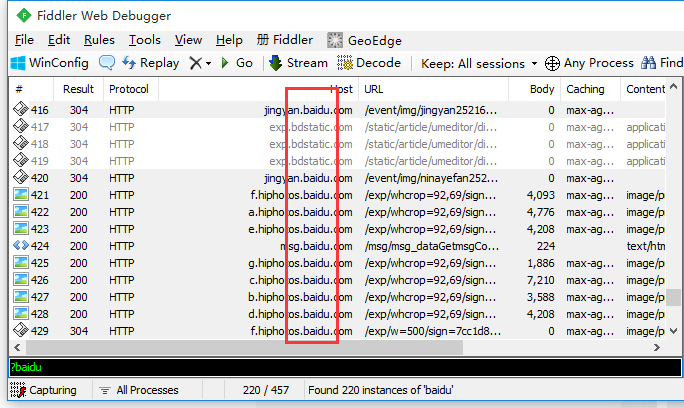 Fiddler Web Debugger
File Edit Rules Tools View Help 册 Fiddler GeoEdge
WinConfig Replay Go Stream Decode Keep: All sessions Any Process Find
# Result Protocol Host URL Body Caching Content
416 304 HTTP jingyan.baidu.com /event/img/jingyan25216... 0 max-ag...
417 304 HTTP exp.bdstatic.com /static/article/umeditor/di... 0 max-ag... applicati
418 304 HTTP exp.bdstatic.com /static/article/umeditor/di... 0 max-ag... applicati
419 304 HTTP exp.bdstatic.com /static/article/umeditor/di... 0 max-ag... applicati
420 304 HTTP jingyan.baidu.com /event/img/ninayefan252... 0 max-ag...
421 200 HTTP f.hiphotos.baidu.com /exp/whcrop=92,69/sign... 4,093 max-ag... image/p
422 200 HTTP a.hiphotos.baidu.com /exp/whcrop=92,69/sign... 4,776 max-ag... image/p
423 200 HTTP e.hiphotos.baidu.com /exp/whcrop=92,69/sign... 4,208 max-ag... image/p
424 200 HTTP msg.baidu.com /msg/msg_dataGetmsgCo... 224 text/htm
425 200 HTTP g.hiphotos.baidu.com /exp/whcrop=92,69/sign... 1,886 max-ag... image/p
426 200 HTTP c.hiphotos.baidu.com /exp/whcrop=92,69/sign... 7,210 max-ag... image/p
427 200 HTTP b.hiphotos.baidu.com /exp/whcrop=92,69/sign... 3,588 max-ag... image/p
428 200 HTTP d.hiphotos.baidu.com /exp/whcrop=92,69/sign... 4,208 max-ag... image/p
429 304 HTTP f.hiphotos.baidu.com /exp/w=500/sign=7cc1d8... 0 max-ag... image/p
?baidu
Capturing All Processes 220 / 457 Found 220 instances of 'baidu'